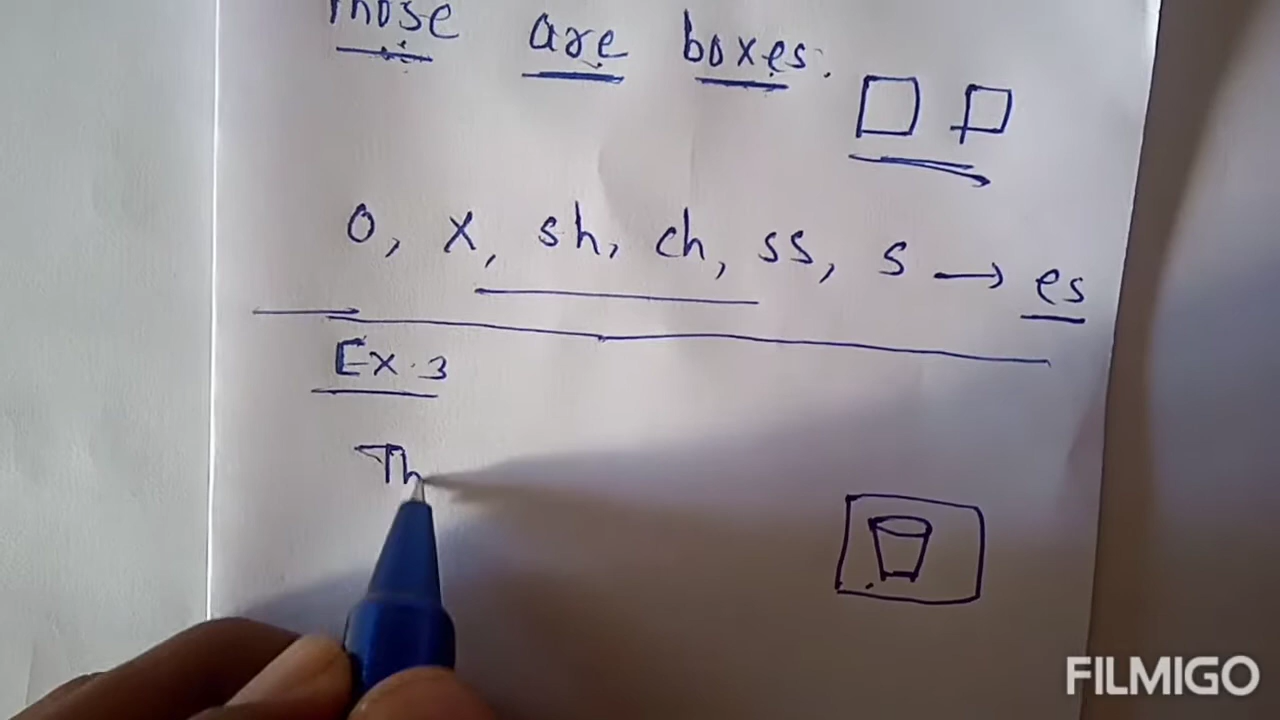 Those are boxes.
o, x, sh, ch, ss, s → es
Ex. 3
Th
FILMIGO